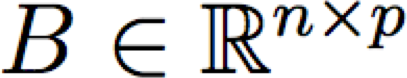 B ∈ ℝ^{n×p}